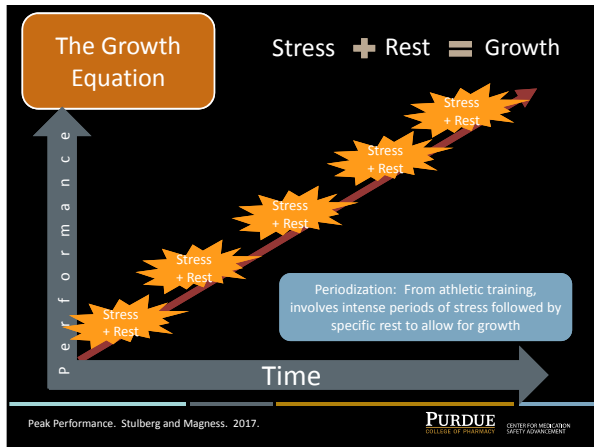 The Growth
Equation
Stress + Rest = Growth
Performance
Stress
+ Rest
Stress
+ Rest
Stress
+ Rest
Stress
+ Rest
Stress
+ Rest
Periodization: From athletic training,
involves intense periods of stress followed by
specific rest to allow for growth
Time
Peak Performance. Stulberg and Magness. 2017.
PURDUE
COLLEGE OF PHARMACY
CENTER FOR MEDICATION
SAFETY ADVANCEMENT